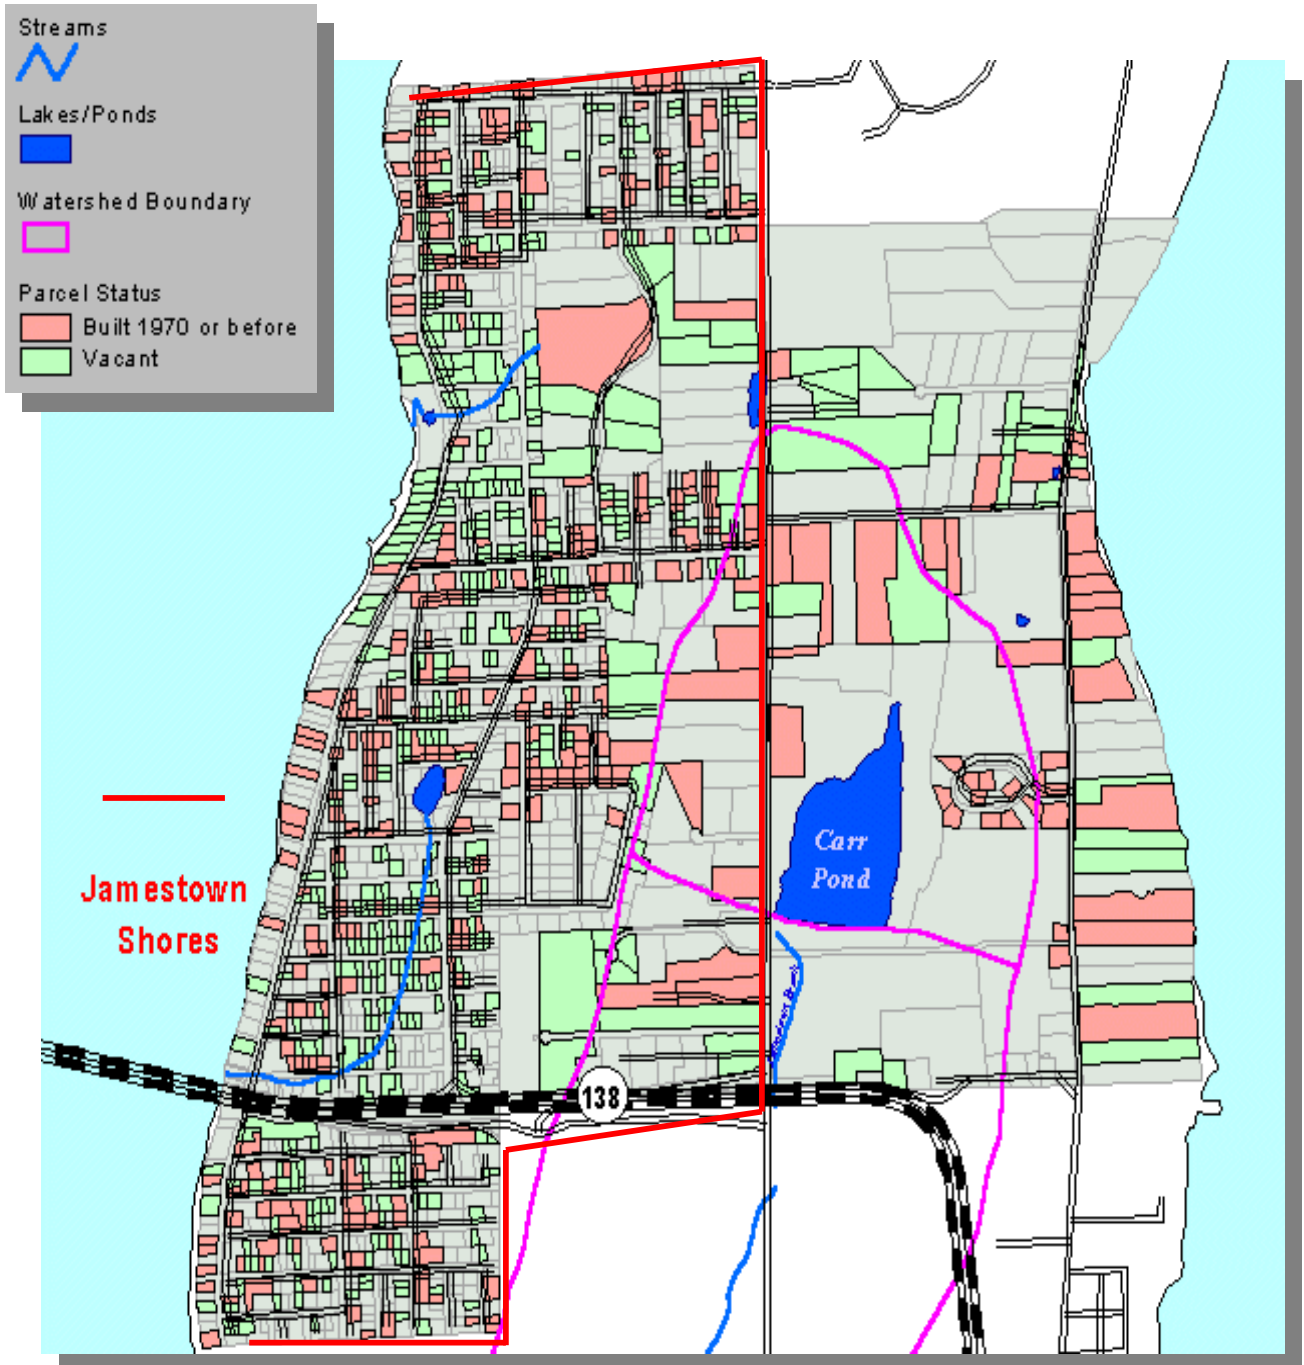 Streams
Lakes/Ponds
Watershed Boundary
Parcel Status
Built 1970 or before
Vacant
Jamestown
Shores
Carr
Pond
138